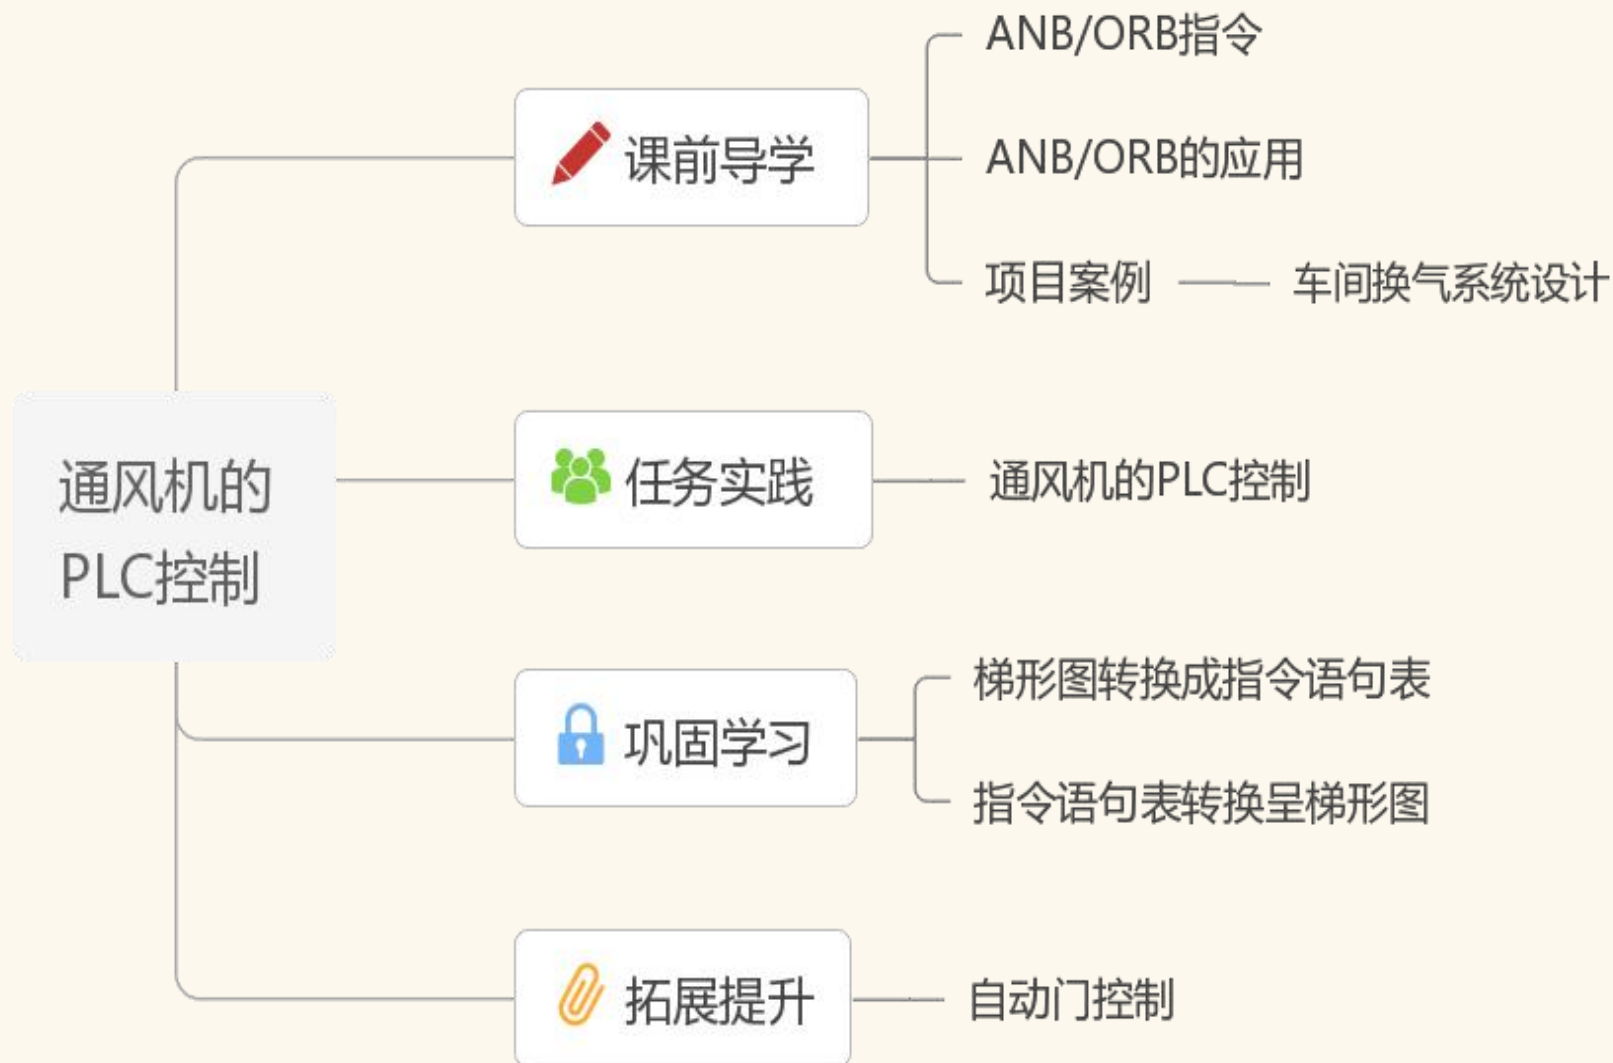 通风机的
PLC控制
课前导学
ANB/ORB指令
ANB/ORB的应用
项目案例
车间换气系统设计
任务实践
通风机的PLC控制
巩固学习
梯形图转换成指令语句表
指令语句表转换呈梯形图
拓展提升
自动门控制